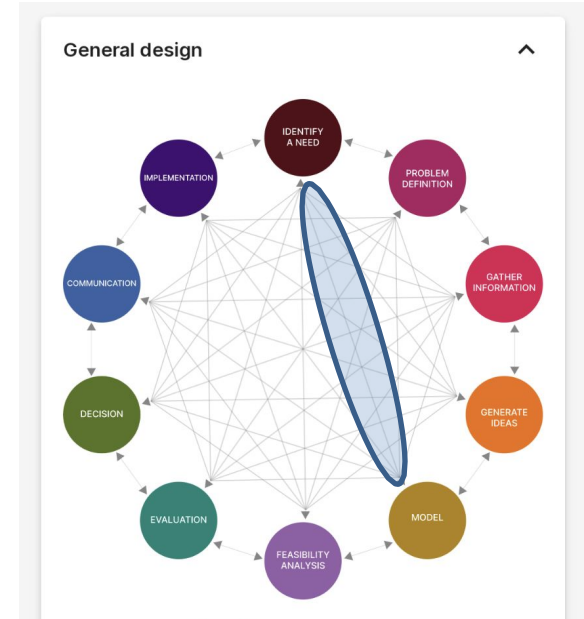 General design
IDENTIFY
A NEED
PROBLEM
DEFINITION
GATHER
INFORMATION
GENERATE
IDEAS
MODEL
FEASIBILITY
ANALYSIS
EVALUATION
DECISION
COMMUNICATION
IMPLEMENTATION